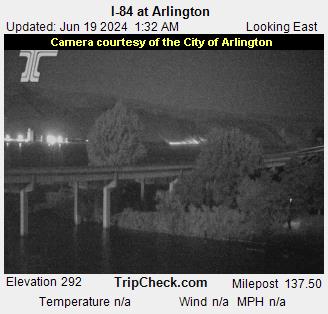 I-84 at Arlington
Updated: Jun 19 2024 1:32 AM Looking East
Camera courtesy of the City of Arlington
Elevation 292 TripCheck.com Milepost 137.50
Temperature n/a Wind n/a MPH n/a